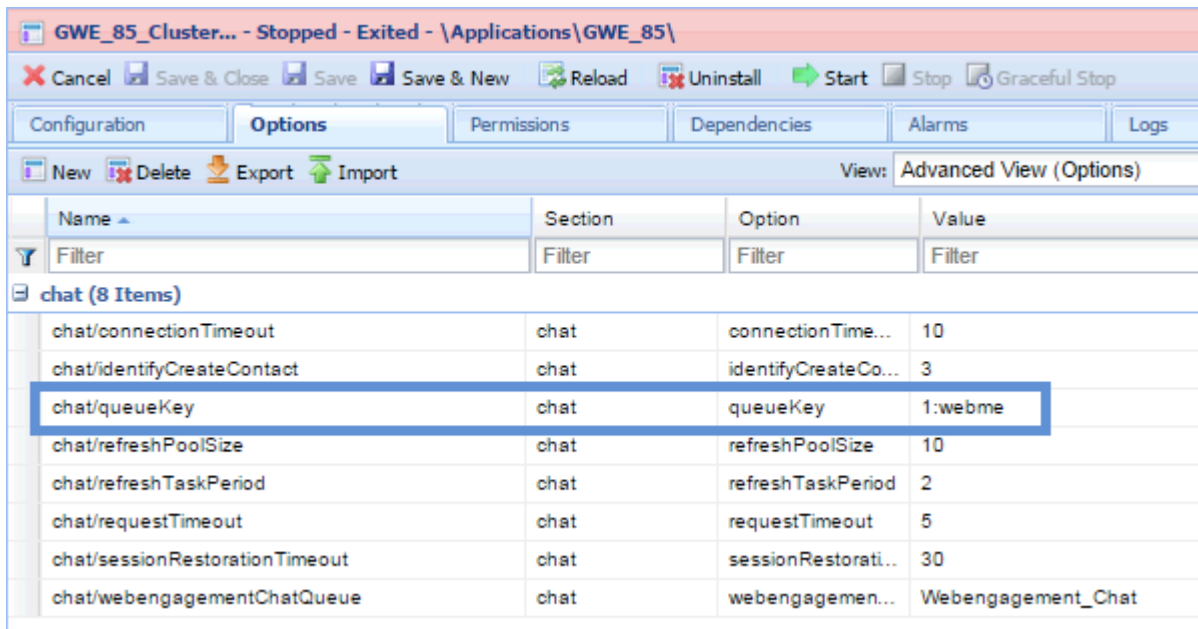 GWE_85_Cluster... - Stopped - Exited - \Applications\GWE_85\
Cancel Save & Close Save Save & New Reload Uninstall Start Stop Graceful Stop
Configuration Options Permissions Dependencies Alarms Logs
New Delete Export Import View: Advanced View (Options)
Name Section Option Value
Filter Filter Filter Filter
chat (8 Items)
chat/connectionTimeout chat connectionTime... 10
chat/identifyCreateContact chat identifyCreateCo... 3
chat/queueKey chat queueKey 1:webme
chat/refreshPoolSize chat refreshPoolSize 10
chat/refreshTaskPeriod chat refreshTaskPeriod 2
chat/requestTimeout chat requestTimeout 5
chat/sessionRestorationTimeout chat sessionRestorati... 30
chat/webengagementChatQueue chat webengagemen... Webengagement_Chat